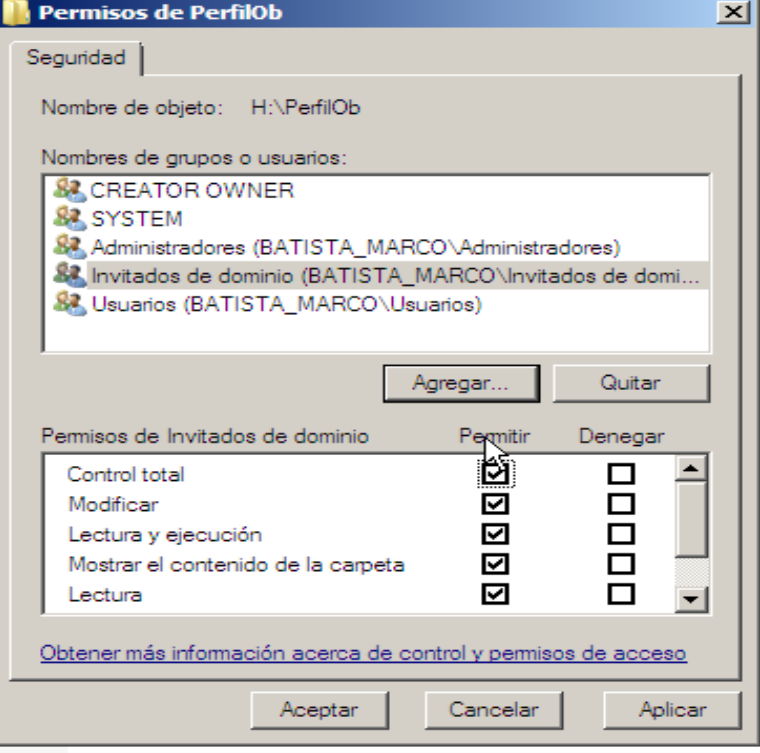 Permisos de PerfilOb
Seguridad
Nombre de objeto: H:\PerfilOb
Nombres de grupos o usuarios:
CREATOR OWNER
SYSTEM
Administradores (BATISTA_MARCO\Administradores)
Invitados de dominio (BATISTA_MARCO\Invitados de domi...
Usuarios (BATISTA_MARCO\Usuarios)
Agregar... Quitar
Permisos de Invitados de dominio Permitir Denegar
Control total
Modificar
Lectura y ejecución
Mostrar el contenido de la carpeta
Lectura
Obtener más información acerca de control y permisos de acceso
Aceptar Cancelar Aplicar